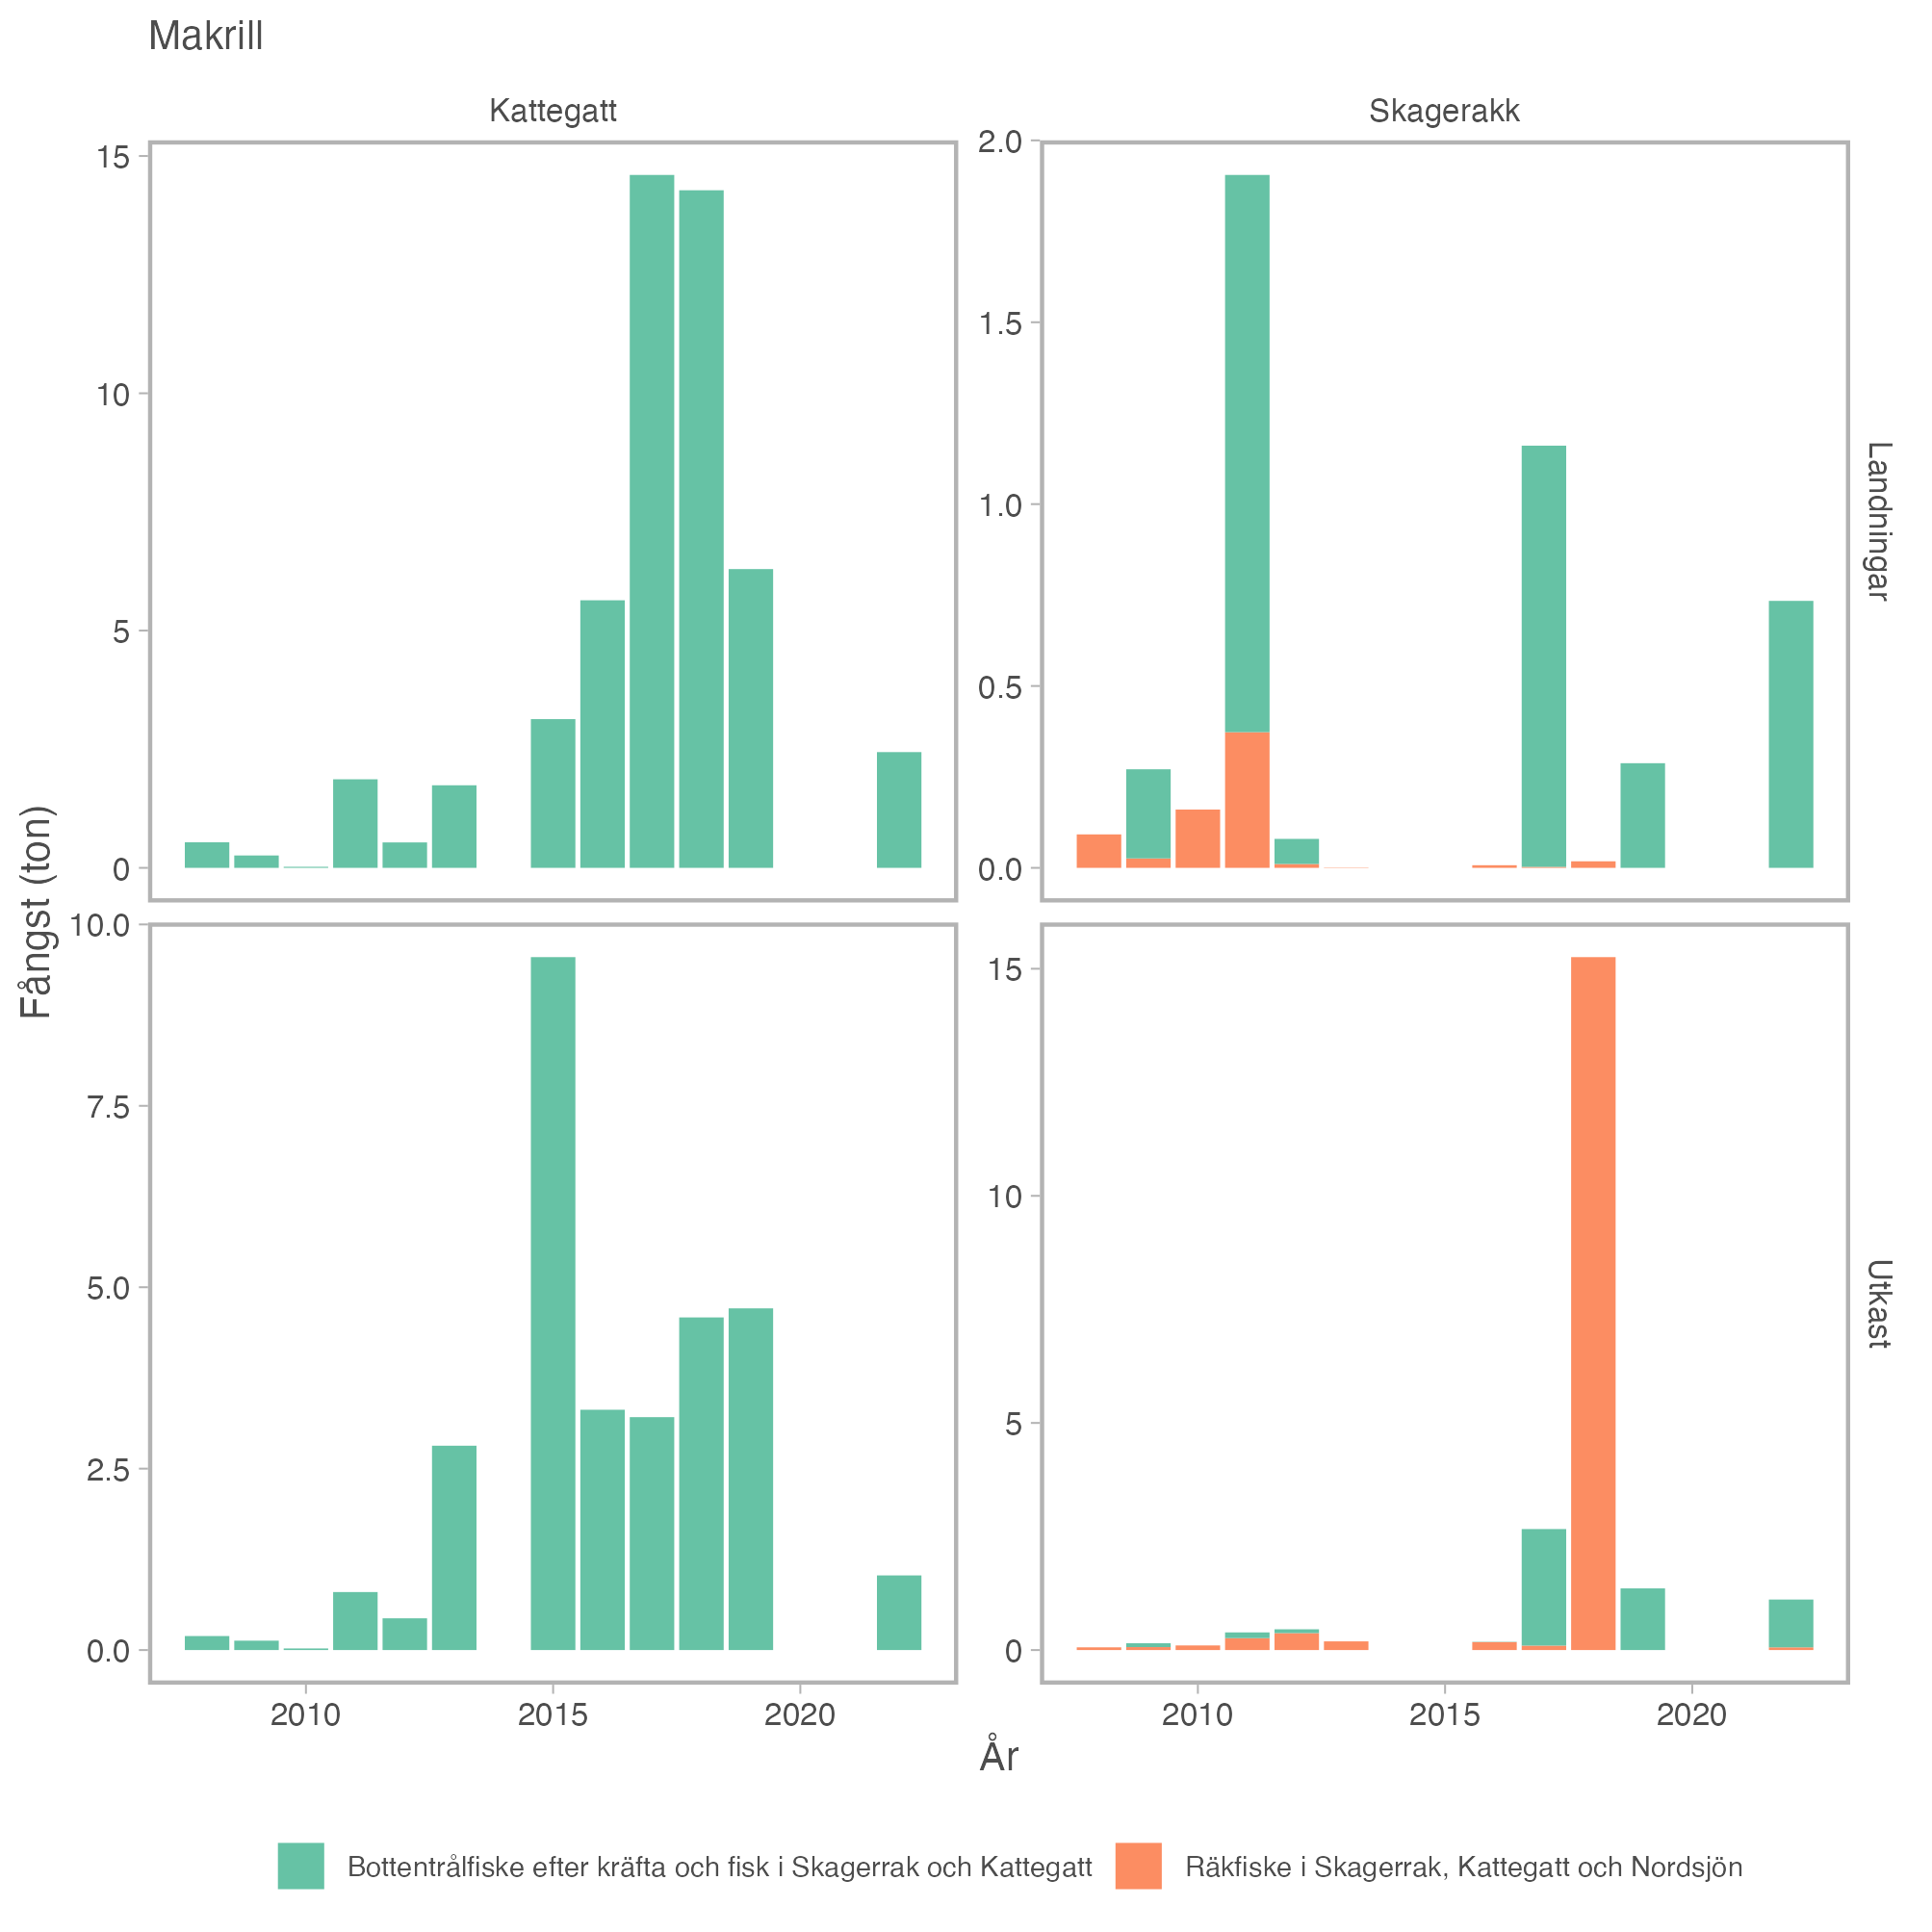 Makrill
Kattegatt
Skagerakk
15
10
5
0
2.0
1.5
1.0
0.5
0.0
Landningar
Fångst (ton)
10.0
7.5
5.0
2.5
0.0
15
10
5
0
Utkast
2010
2015
2020
2010
2015
2020
År
Bottentrålfiske efter kräfta och fisk i Skagerrak och Kattegatt
Räkfiske i Skagerrak, Kattegatt och Nordsjön